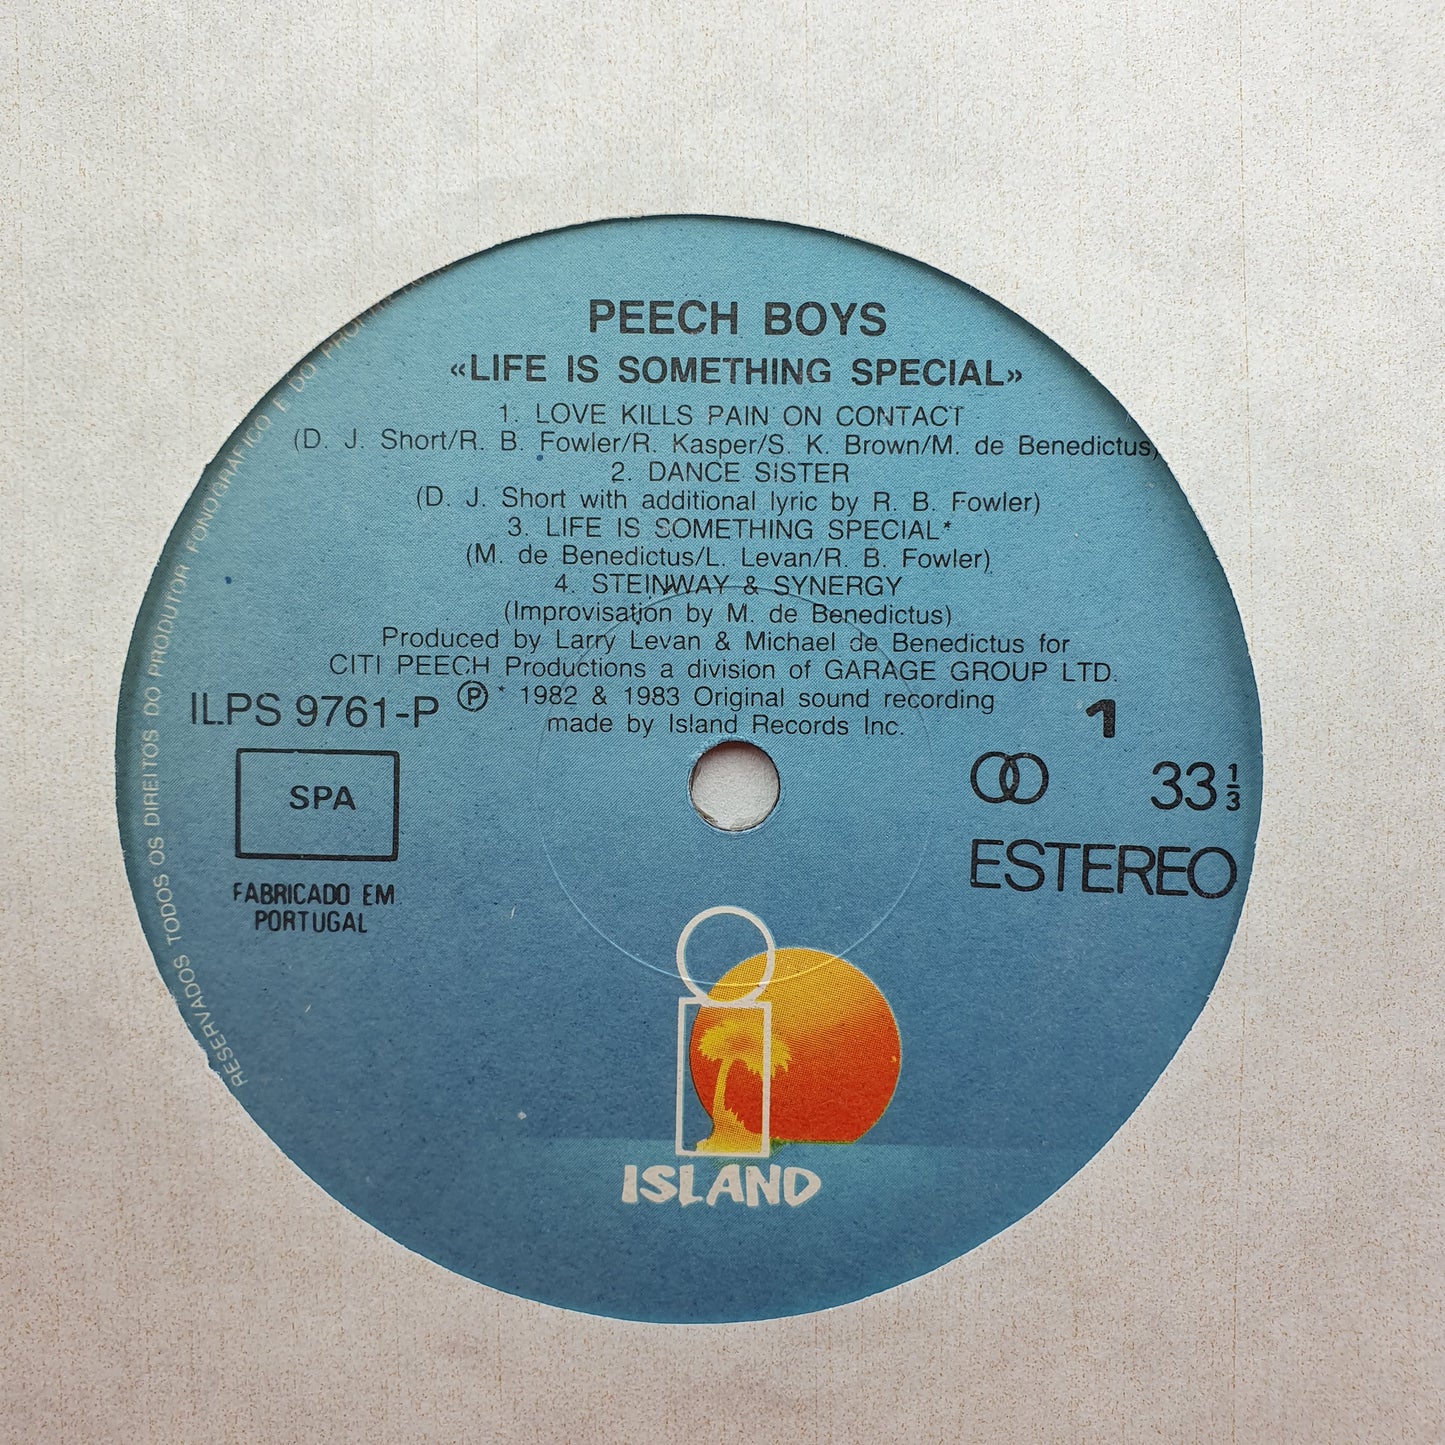 PEECH BOYS
«LIFE IS SOMETHING SPECIAL»
1. LOVE KILLS PAIN ON CONTACT
(D. J. Short/R. B. Fowler/R. Kasper/S. K. Brown/M. de Benedictus)
2. DANCE SISTER
(D. J. Short with additional lyric by R. B. Fowler)
3. LIFE IS SOMETHING SPECIAL*
(M. de Benedictus/L. Levan/R. B. Fowler)
4. STEINWAY & SYNERGY
(Improvisation by M. de Benedictus)
Produced by Larry Levan & Michael de Benedictus for
CITI PEECH Productions a division of GARAGE GROUP LTD.
ILPS 9761-P
Ⓟ * 1982 & 1983 Original sound recording
made by Island Records Inc.
1
SPA
33 1/3
ESTEREO
FABRICADO EM
PORTUGAL
RESERVADOS TODOS OS DIREITOS DO PRODUTOR FONOGRÁFICO E DO
ISLAND